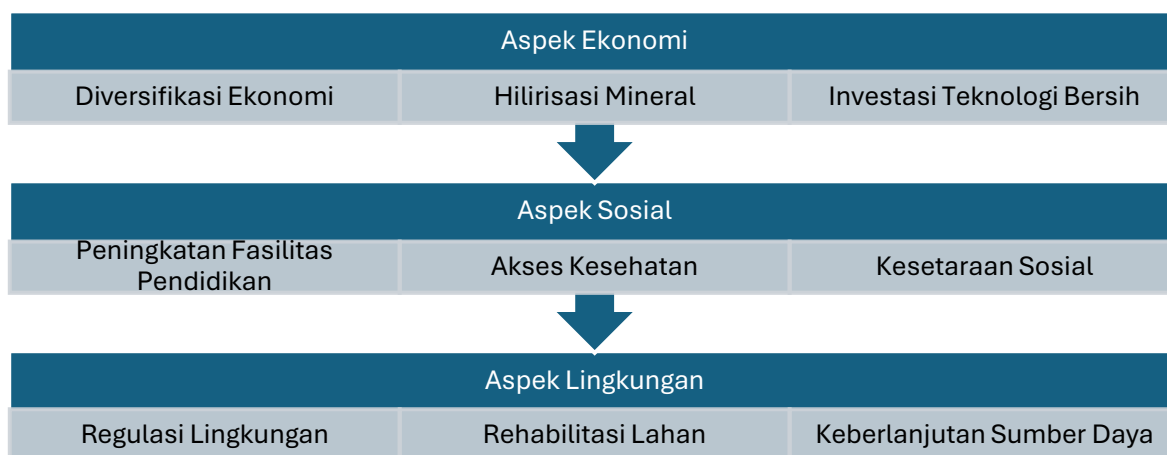 Aspek Ekonomi
Diversifikasi Ekonomi
Hilirisasi Mineral
Investasi Teknologi Bersih
Aspek Sosial
Peningkatan Fasilitas
Pendidikan
Akses Kesehatan
Kesetaraan Sosial
Aspek Lingkungan
Regulasi Lingkungan
Rehabilitasi Lahan
Keberlanjutan Sumber Daya